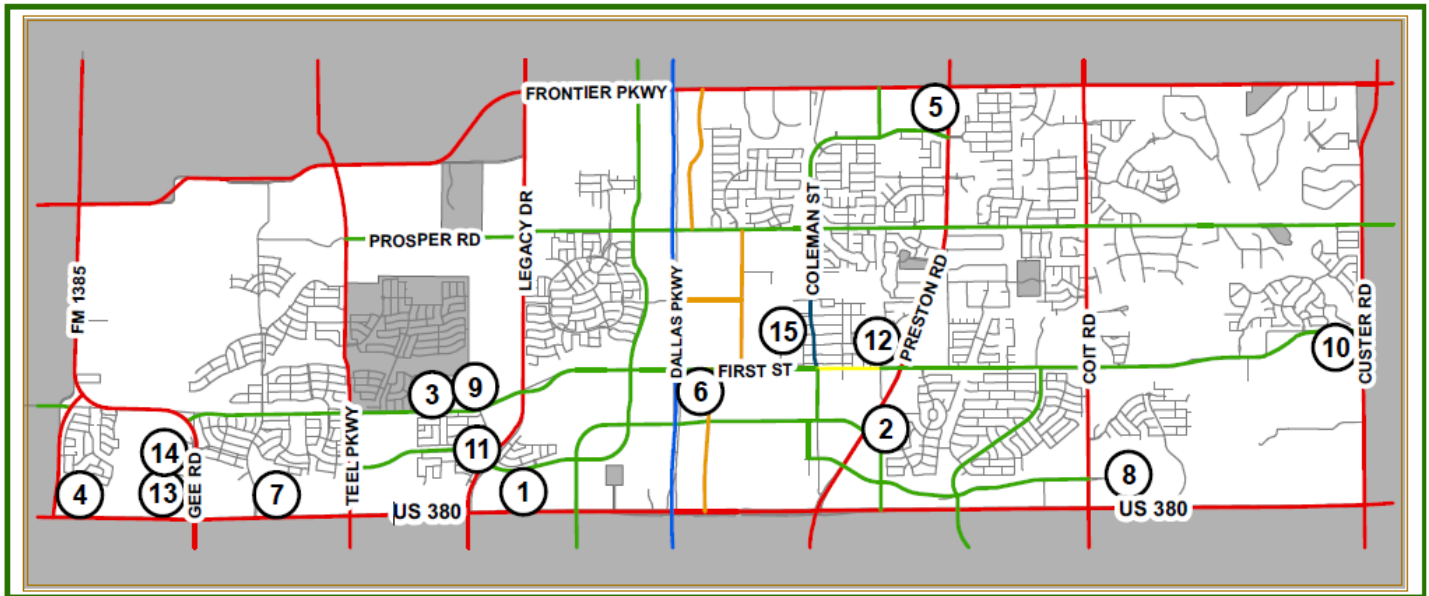 FRONTIER PKWY
5
COLEMAN ST
LEGACY DR
PROSPER RD
FM 1385
DALLAS PKWY
PRESTON RD
COIT RD
CUSTER RD
15
12
10
FIRST ST
3
9
6
TEEL PKWY
2
14
GEE RD
11
4
13
7
1
8
US 380
US 380